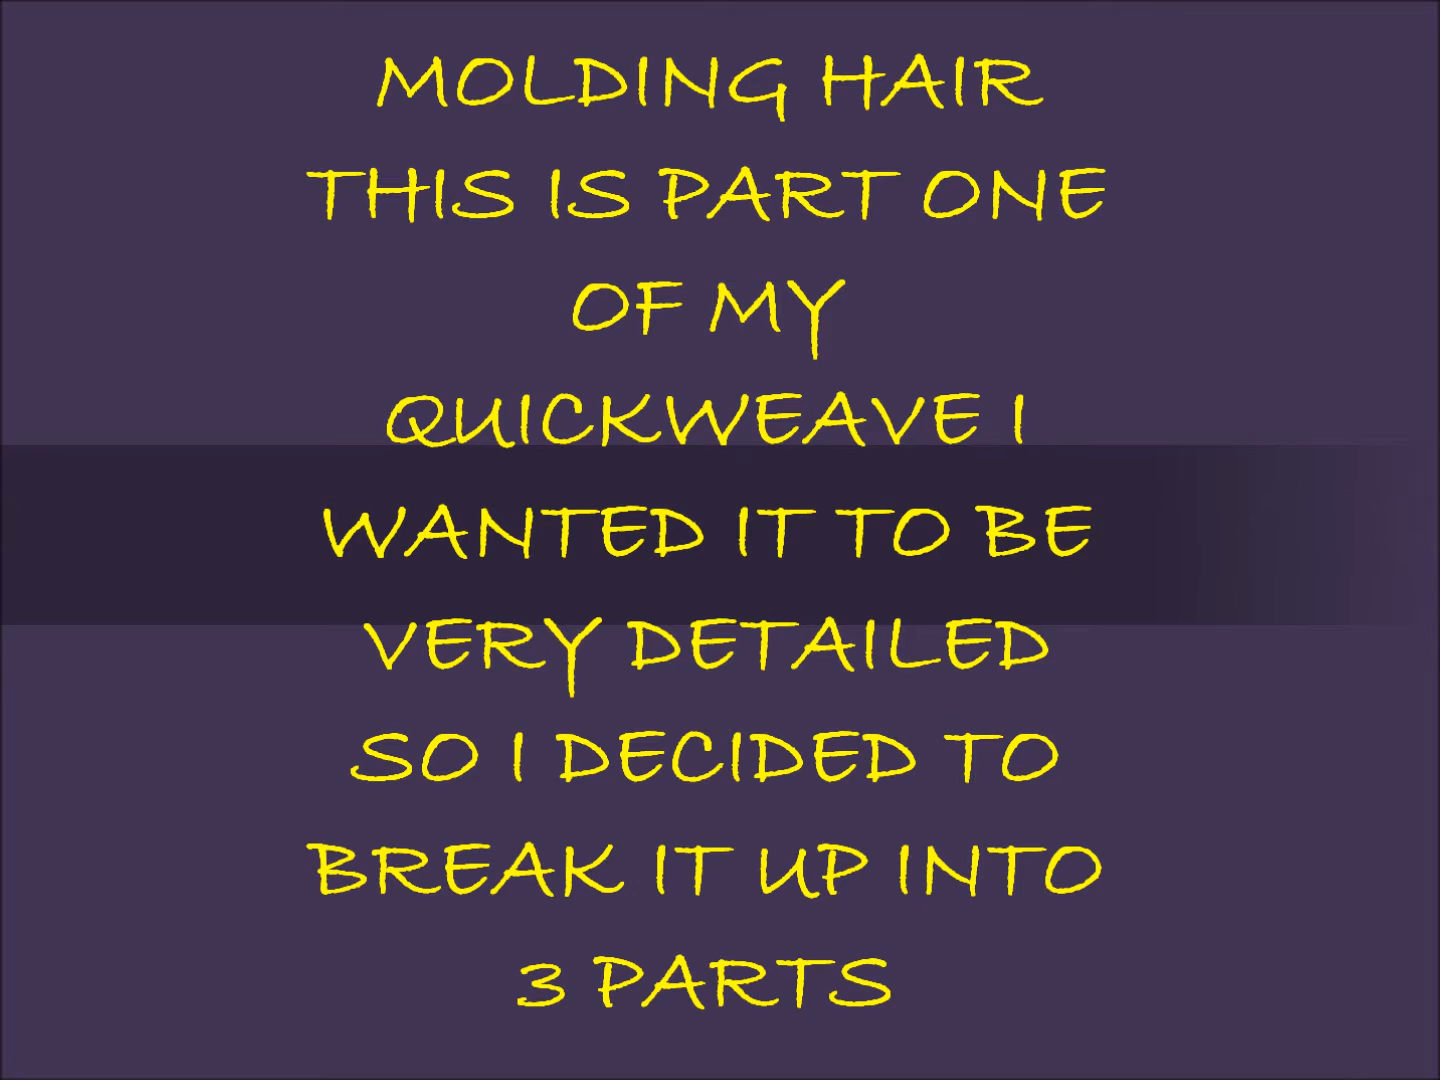 MOLDING HAIR
THIS IS PART ONE
OF MY
QUICKWEAVE I
WANTED IT TO BE
VERY DETAILED
SO I DECIDED TO
BREAK IT UP INTO
3 PARTS